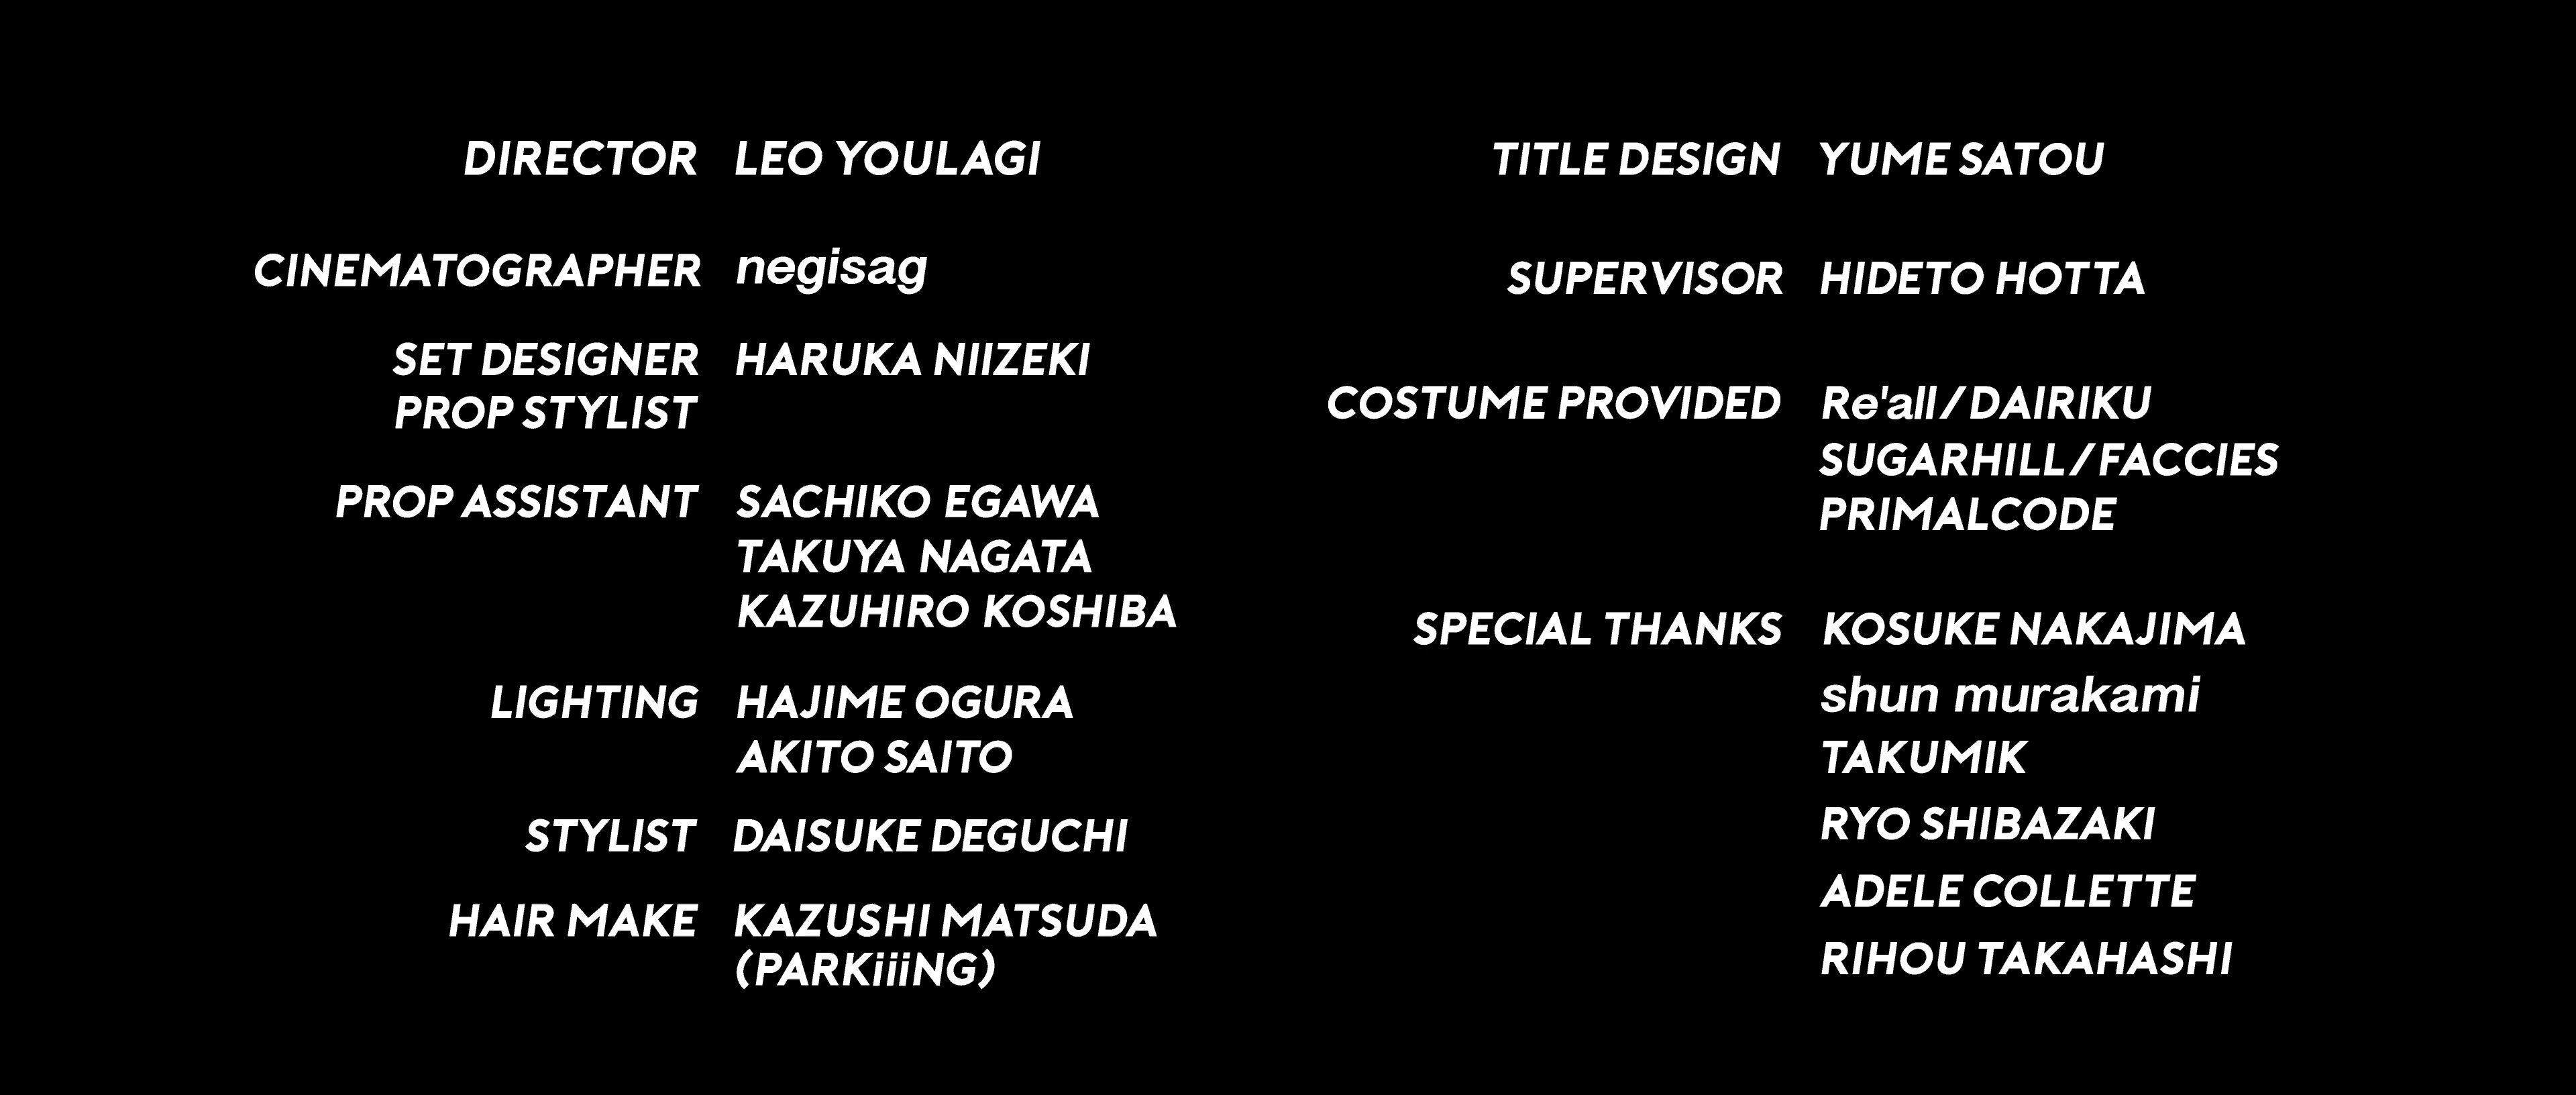 DIRECTOR LEO YOULAGI
CINEMATOGRAPHER negisag
SET DESIGNER HARUKA NIIZEKI
PROP STYLIST
PROP ASSISTANT SACHIKO EGAWA
TAKUYA NAGATA
KAZUHIRO KOSHIBA
LIGHTING HAJIME OGURA
AKITO SAITO
STYLIST DAISUKE DEGUCHI
HAIR MAKE KAZUSHI MATSUDA
(PARKiiiNG)
TITLE DESIGN YUME SATOU
SUPERVISOR HIDETO HOTTA
COSTUME PROVIDED Re'all/DAIRIKU
SUGARHILL/FACCIES
PRIMALCODE
SPECIAL THANKS KOSUKE NAKAJIMA
shun murakami
TAKUMIK
RYO SHIBAZAKI
ADELE COLLETTE
RIHOU TAKAHASHI